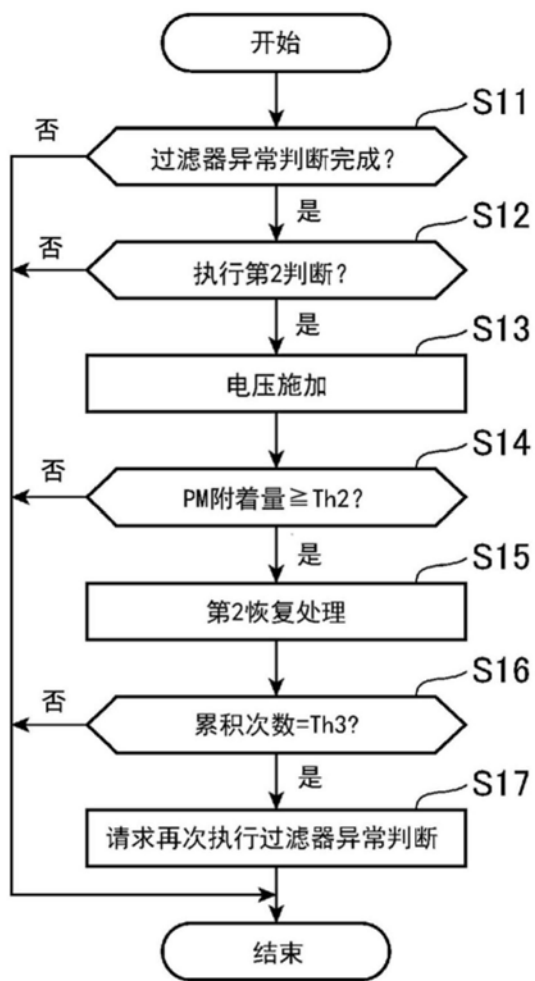 开始
S11
否
过滤器异常判断完成?
是
S12
否
执行第2判断?
是
S13
电压施加
S14
否
PM附着量≧Th2?
是
S15
第2恢复处理
S16
否
累积次数=Th3?
是
S17
请求再次执行过滤器异常判断
结束